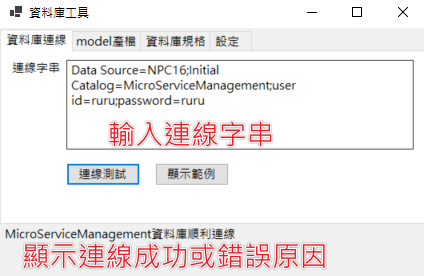 資料庫工具
資料庫連線 model產檔 資料庫規格 設定
連線字串
Data Source=NPC16;Initial
Catalog=MicroServiceManagement;user
id=ruru;password=ruru
輸入連線字串
連線測試 顯示範例
MicroServiceManagement資料庫順利連線
顯示連線成功或錯誤原因